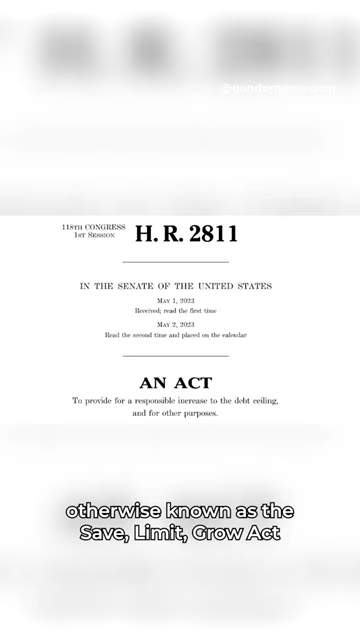 118TH CONGRESS
1ST SESSION
H. R. 2811
IN THE SENATE OF THE UNITED STATES
MAY 1, 2023
Received; read the first time
MAY 2, 2023
Read the second time and placed on the calendar
AN ACT
To provide for a responsible increase to the debt ceiling,
and for other purposes.
otherwise known as the
Save, Limit, Grow Act